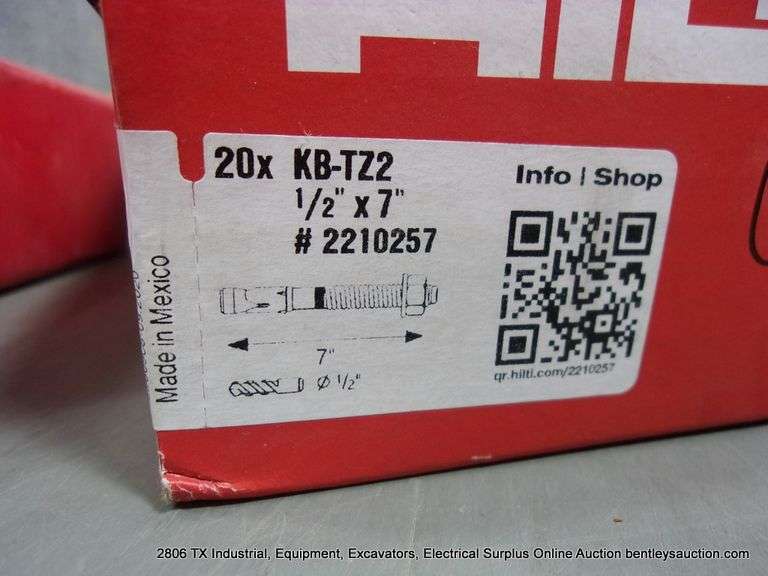 20x KB-TZ2
1/2" x 7"
# 2210257
Info | Shop
7"
Ø 1/2"
qr.hilti.com/2210257
Made in Mexico
2806 TX Industrial, Equipment, Excavators, Electrical Surplus Online Auction bentleysauction.com